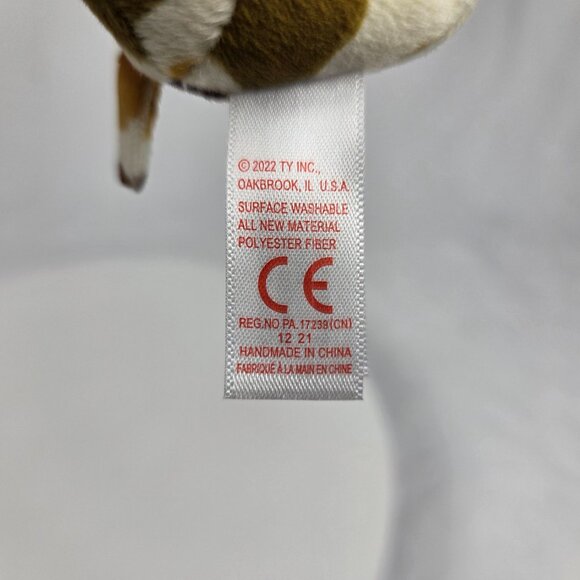 © 2022 TY INC.,
OAKBROOK, IL U.S.A.
SURFACE WASHABLE
ALL NEW MATERIAL
POLYESTER FIBER
CE
REG.NO PA.17239(CN)
12 21
HANDMADE IN CHINA
FABRIQUÉ À LA MAIN EN CHINE